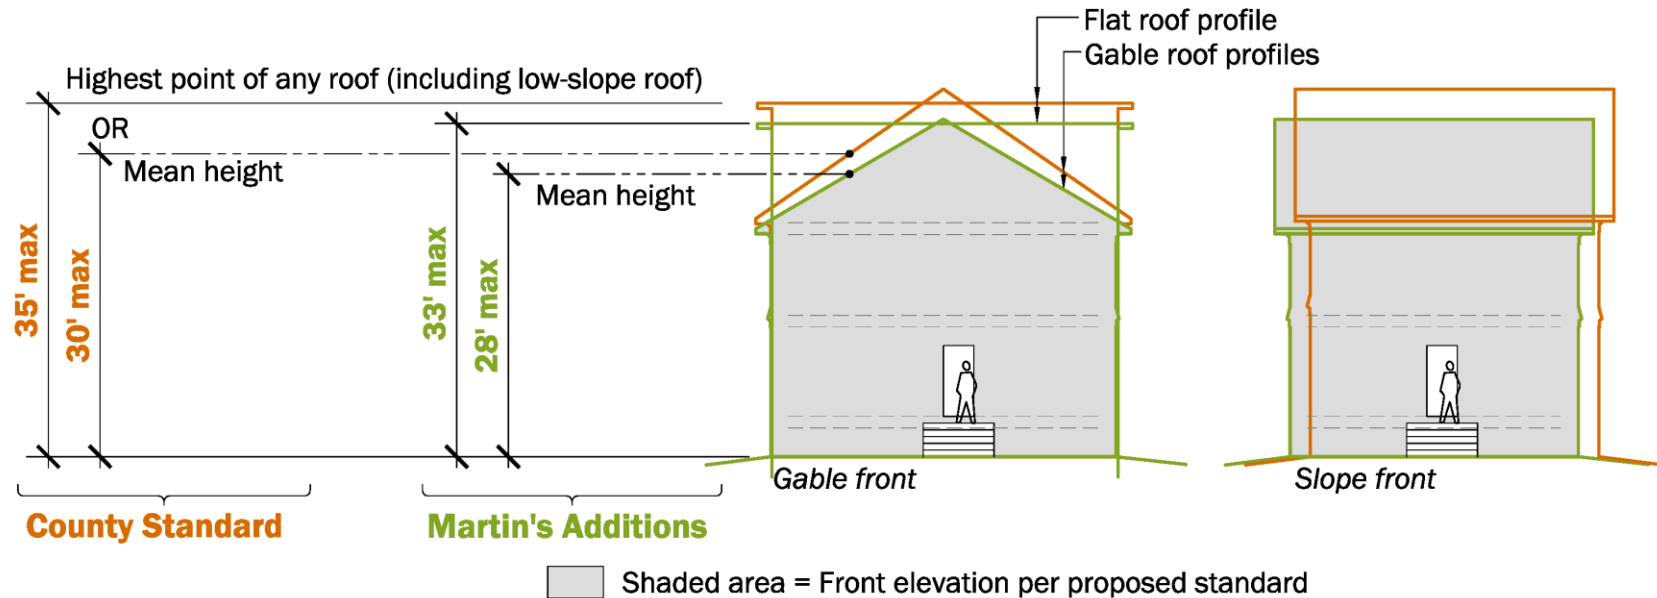 Flat roof profile
Gable roof profiles
Highest point of any roof (including low-slope roof)
OR
Mean height
Mean height
35' max
30' max
33' max
28' max
Gable front
Slope front
County Standard
Martin's Additions
Shaded area = Front elevation per proposed standard